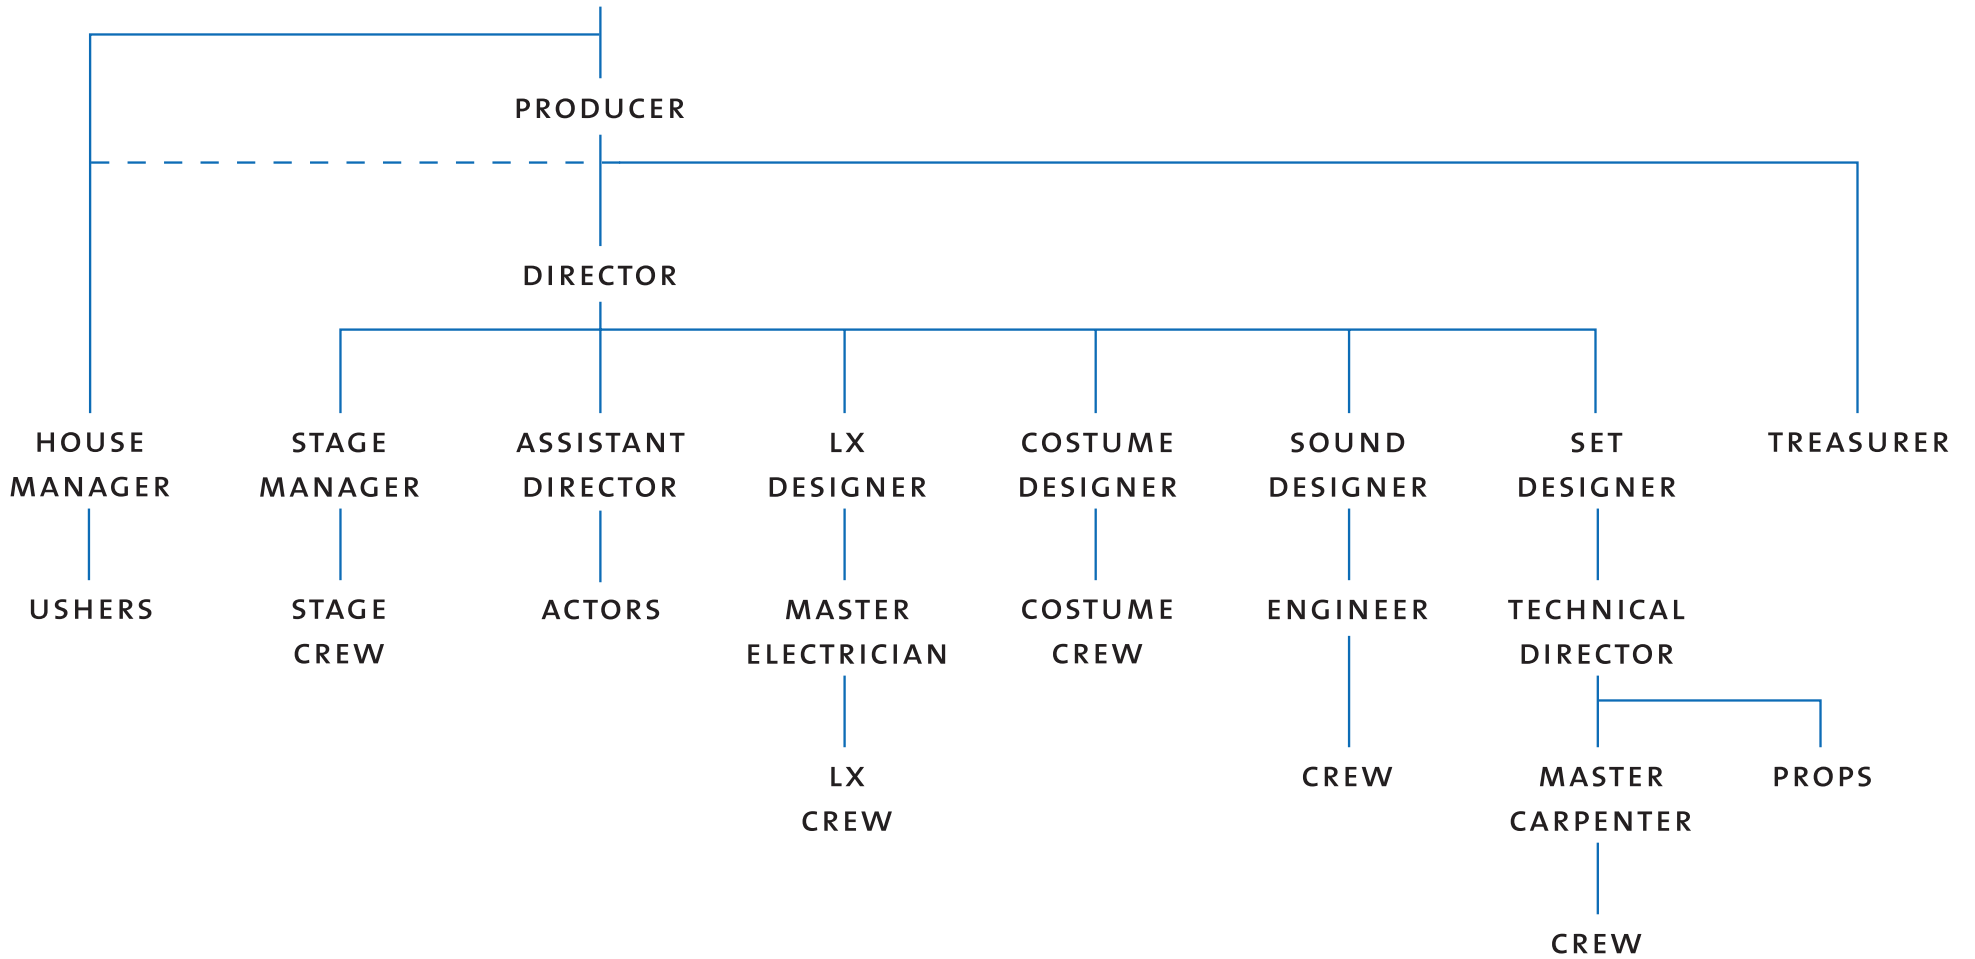 PRODUCER
DIRECTOR
HOUSE
MANAGER
STAGE
MANAGER
ASSISTANT
DIRECTOR
LX
DESIGNER
COSTUME
DESIGNER
SOUND
DESIGNER
SET
DESIGNER
TREASURER
USHERS
STAGE
CREW
ACTORS
MASTER
ELECTRICIAN
COSTUME
CREW
ENGINEER
TECHNICAL
DIRECTOR
LX
CREW
CREW
MASTER
CARPENTER
PROPS
CREW